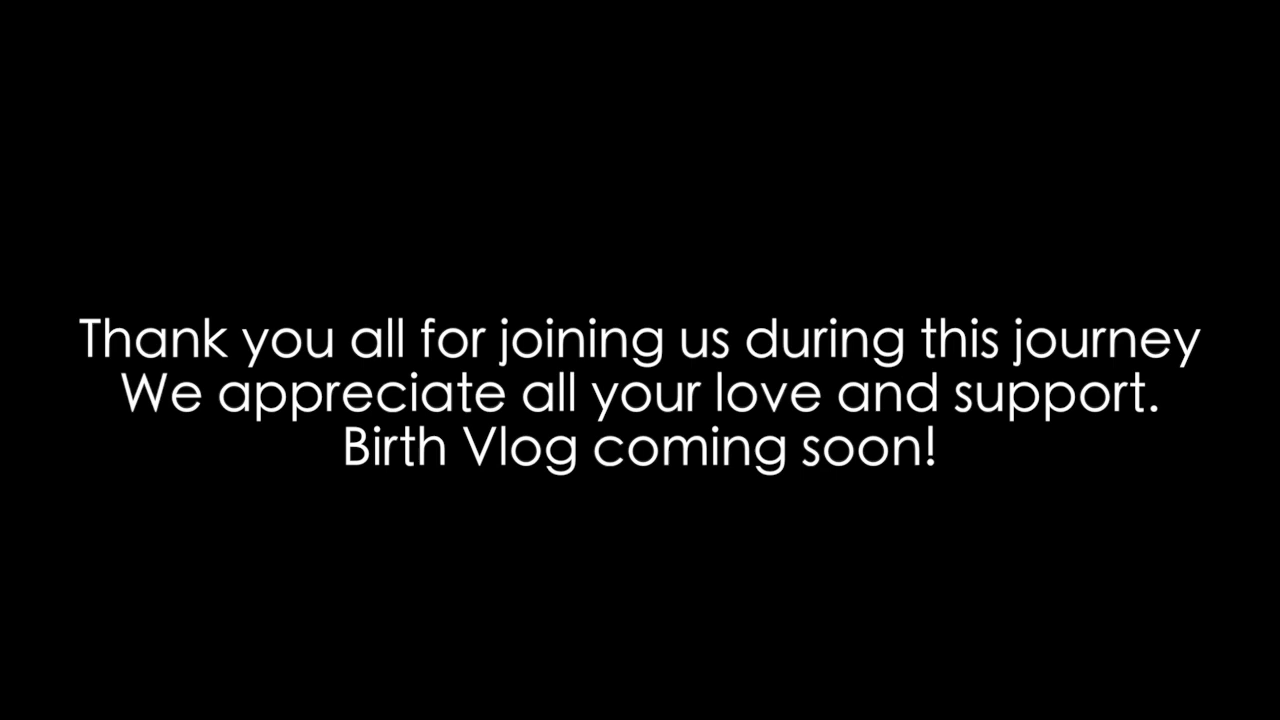 Thank you all for joining us during this journey
We appreciate all your love and support.
Birth Vlog coming soon!